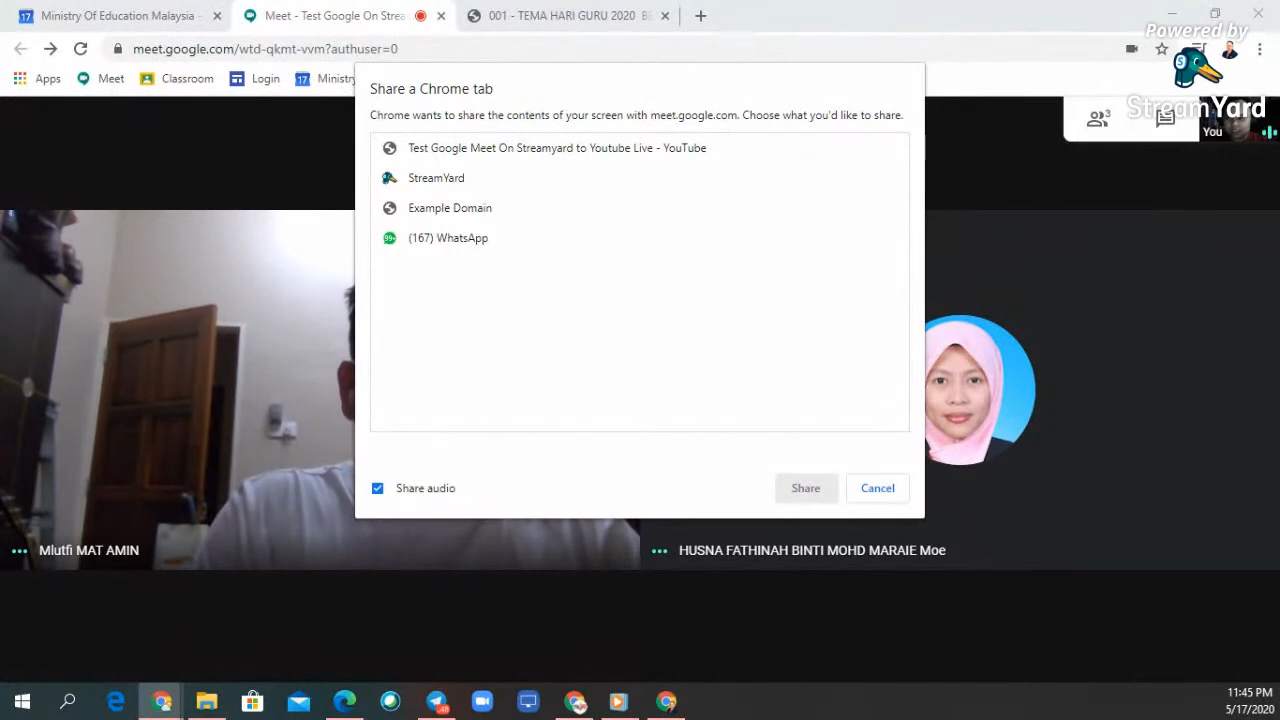 Ministry Of Education Malaysia -
Meet - Test Google On Strea
001 - TEMA HARI GURU 2020 BE
meet.google.com/wtd-qkmt-vvm?authuser=0
Powered by
StreamYard
Apps
Meet
Classroom
Login
Ministry
3
You
Share a Chrome tab
Chrome wants to share the contents of your screen with meet.google.com. Choose what you'd like to share.
Test Google Meet On Streamyard to Youtube Live - YouTube
StreamYard
Example Domain
99+
(167) WhatsApp
Share audio
Share
Cancel
Mlutfi MAT AMIN
HUSNA FATHINAH BINTI MOHD MARAIE Moe
11:45 PM
5/17/2020